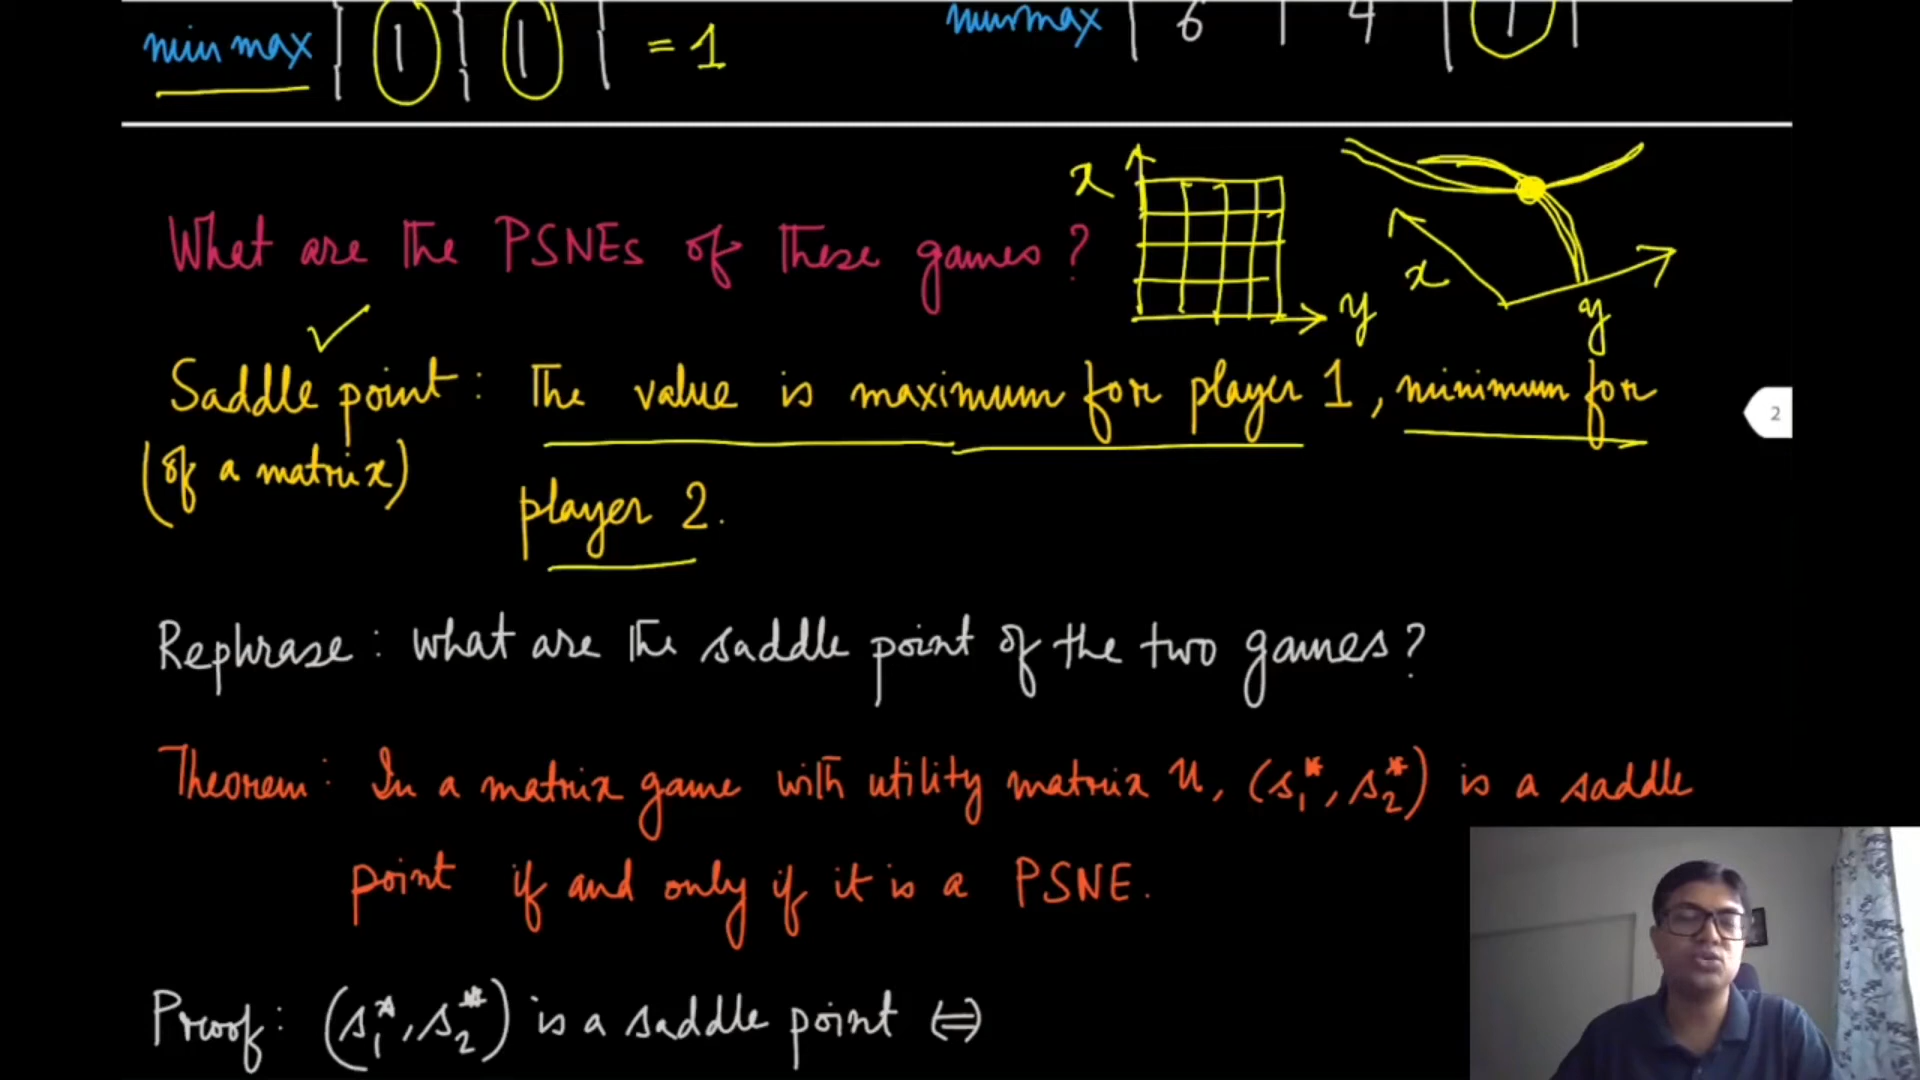 min max | 1 | 1 | = 1
minmax | 6 | 4 | 1 |
x
What are the PSNEs of these games?
y
x
y
Saddle point: The value is maximum for player 1, minimum for
(of a matrix)
player 2.
2
Rephrase: what are the saddle point of the two games?
Theorem: In a matrix game with utility matrix u, (s₁*, s₂*) is a saddle
point if and only if it is a PSNE.
Proof: (s₁*, s₂*) is a saddle point ⇔